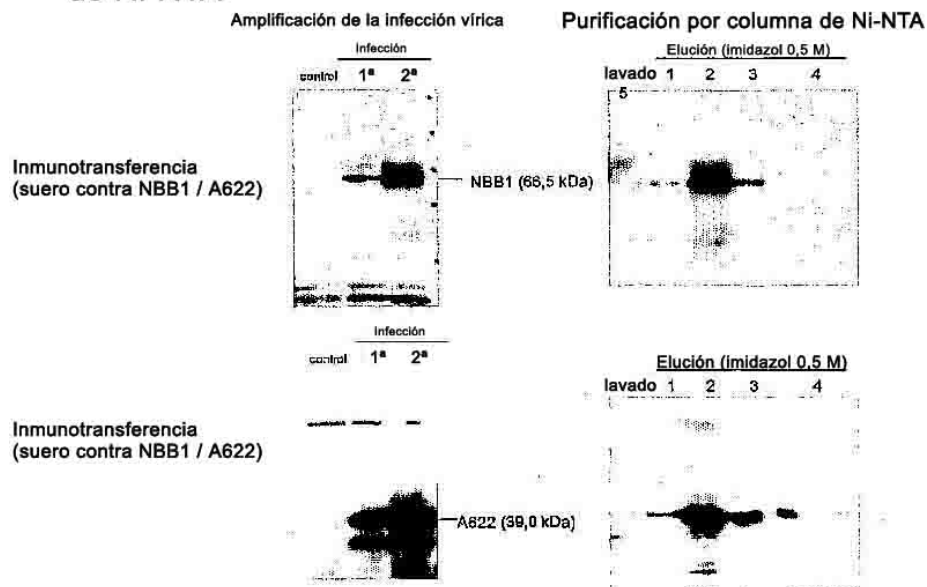 Amplificación de la infección vírica
Purificación por columna de Ni-NTA
Infección
control 1ª 2ª
Elución (imidazol 0,5 M)
lavado 1 2 3 4
5
Inmunotransferencia
(suero contra NBB1 / A622)
NBB1 (66,5 kDa)
Infección
control 1ª 2ª
Elución (imidazol 0,5 M)
lavado 1 2 3 4
Inmunotransferencia
(suero contra NBB1 / A622)
A622 (39,0 kDa)